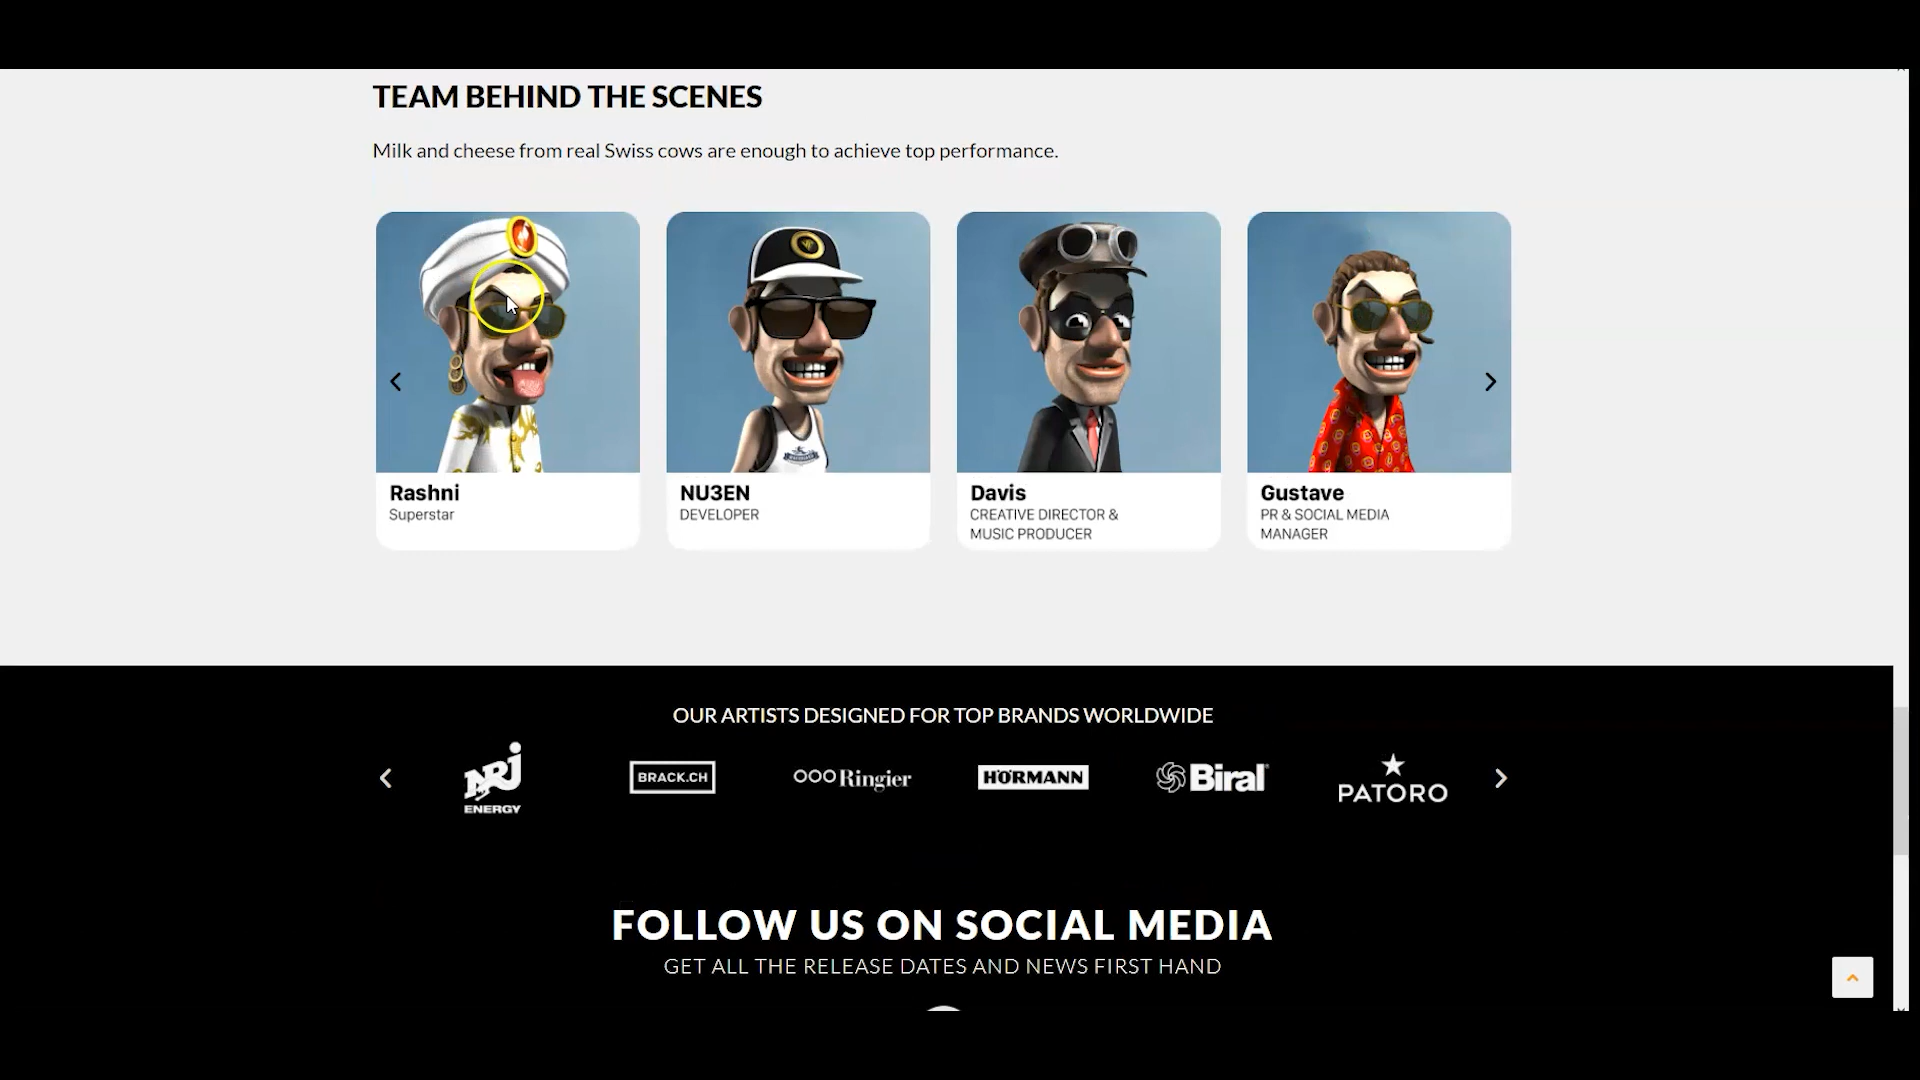 TEAM BEHIND THE SCENES
Milk and cheese from real Swiss cows are enough to achieve top performance.
Rashni
Superstar
NU3EN
DEVELOPER
Davis
CREATIVE DIRECTOR &
MUSIC PRODUCER
Gustave
PR & SOCIAL MEDIA
MANAGER
OUR ARTISTS DESIGNED FOR TOP BRANDS WORLDWIDE
NRJ
ENERGY
BRACK.CH
Ringier
HÖRMANN
Biral
PATORO
FOLLOW US ON SOCIAL MEDIA
GET ALL THE RELEASE DATES AND NEWS FIRST HAND